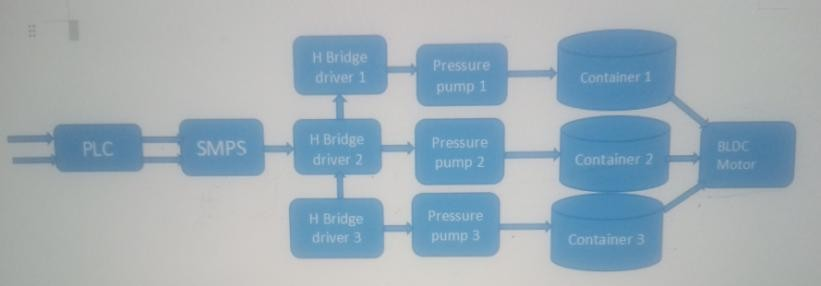 PLC
SMPS
H Bridge
driver 1
H Bridge
driver 2
H Bridge
driver 3
Pressure
pump 1
Pressure
pump 2
Pressure
pump 3
Container 1
Container 2
Container 3
BLDC
Motor